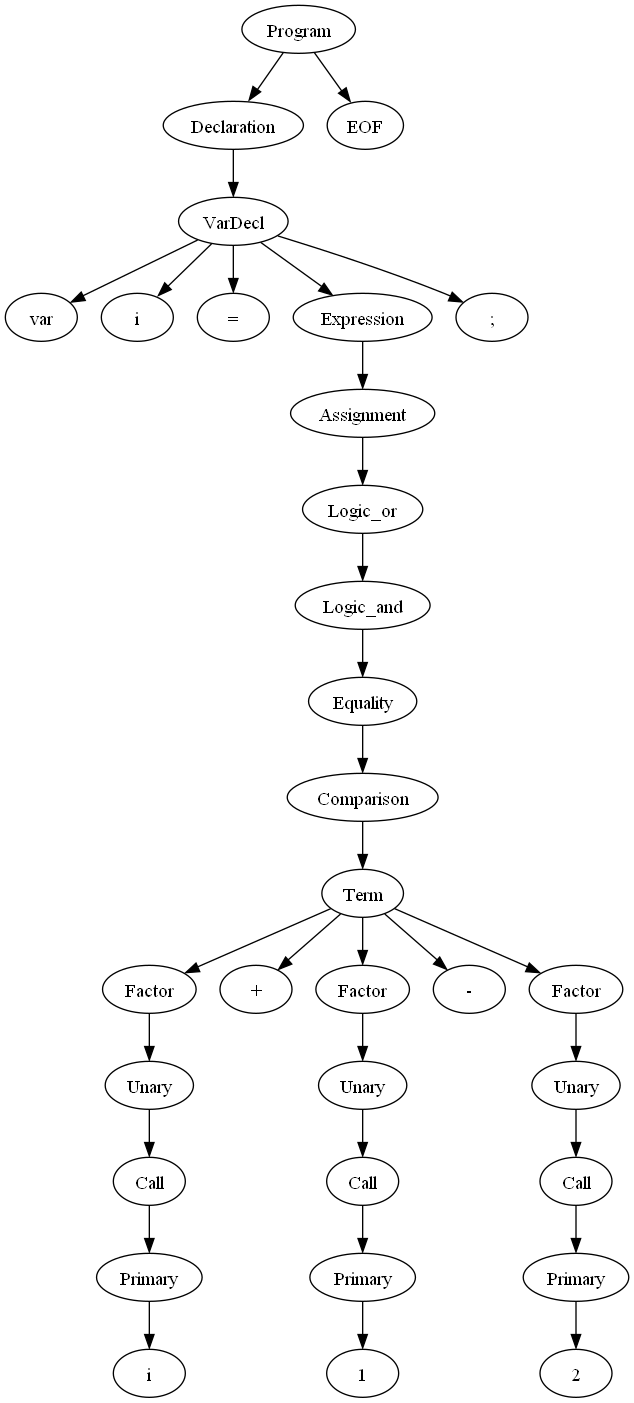 Program
Declaration EOF
VarDecl
var i = Expression ;
Assignment
Logic_or
Logic_and
Equality
Comparison
Term
Factor + Factor - Factor
Unary Unary Unary
Call Call Call
Primary Primary Primary
i 1 2